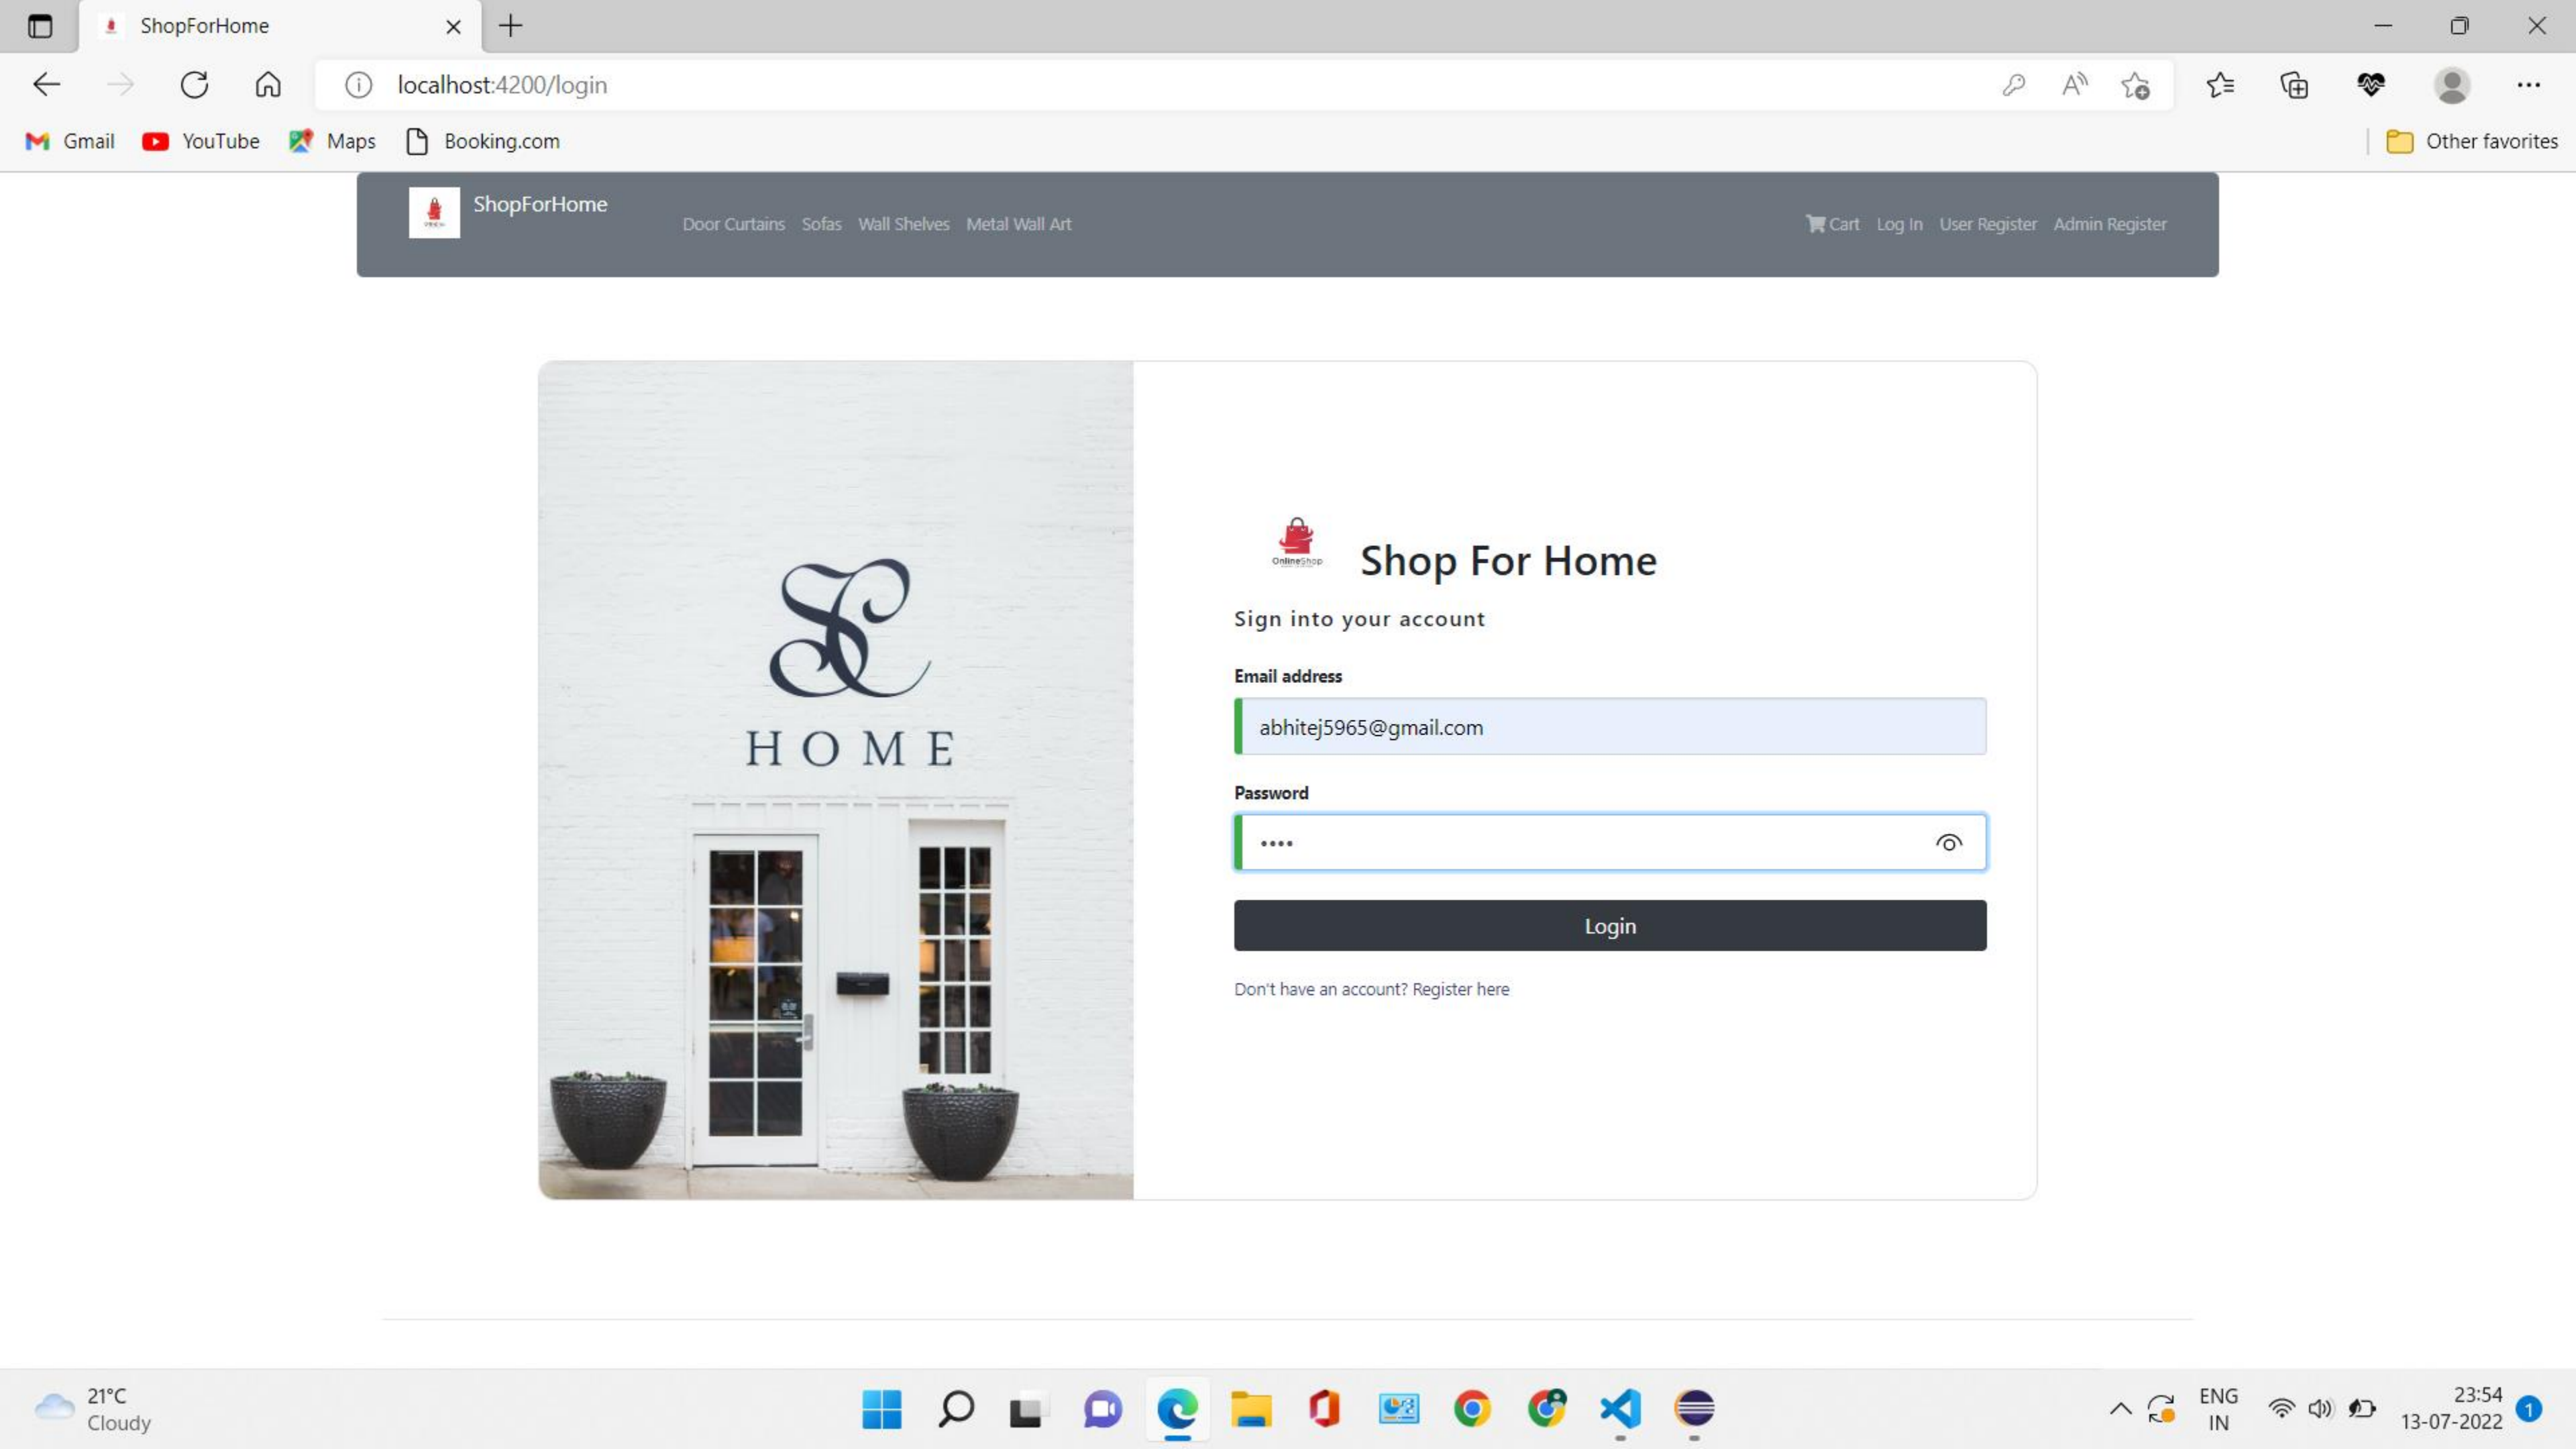 ShopForHome
localhost:4200/login
Gmail YouTube Maps Booking.com Other favorites
ShopForHome
Door Curtains Sofas Wall Shelves Metal Wall Art Cart Log In User Register Admin Register
HOME
OnlineShop
Shop For Home
Sign into your account
Email address
abhitej5965@gmail.com
Password
••••
Login
Don't have an account? Register here
21°C
Cloudy
ENG
IN
23:54
13-07-2022
1